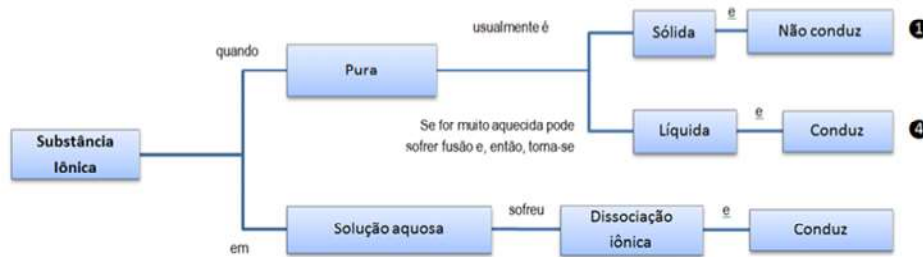 usualmente é
Sólida
e
Não conduz
1
quando
Pura
Se for muito aquecida pode
sofrer fusão e, então, torna-se
Líquida
e
Conduz
4
Substância
Iônica
em
Solução aquosa
sofreu
Dissociação
iônica
e
Conduz